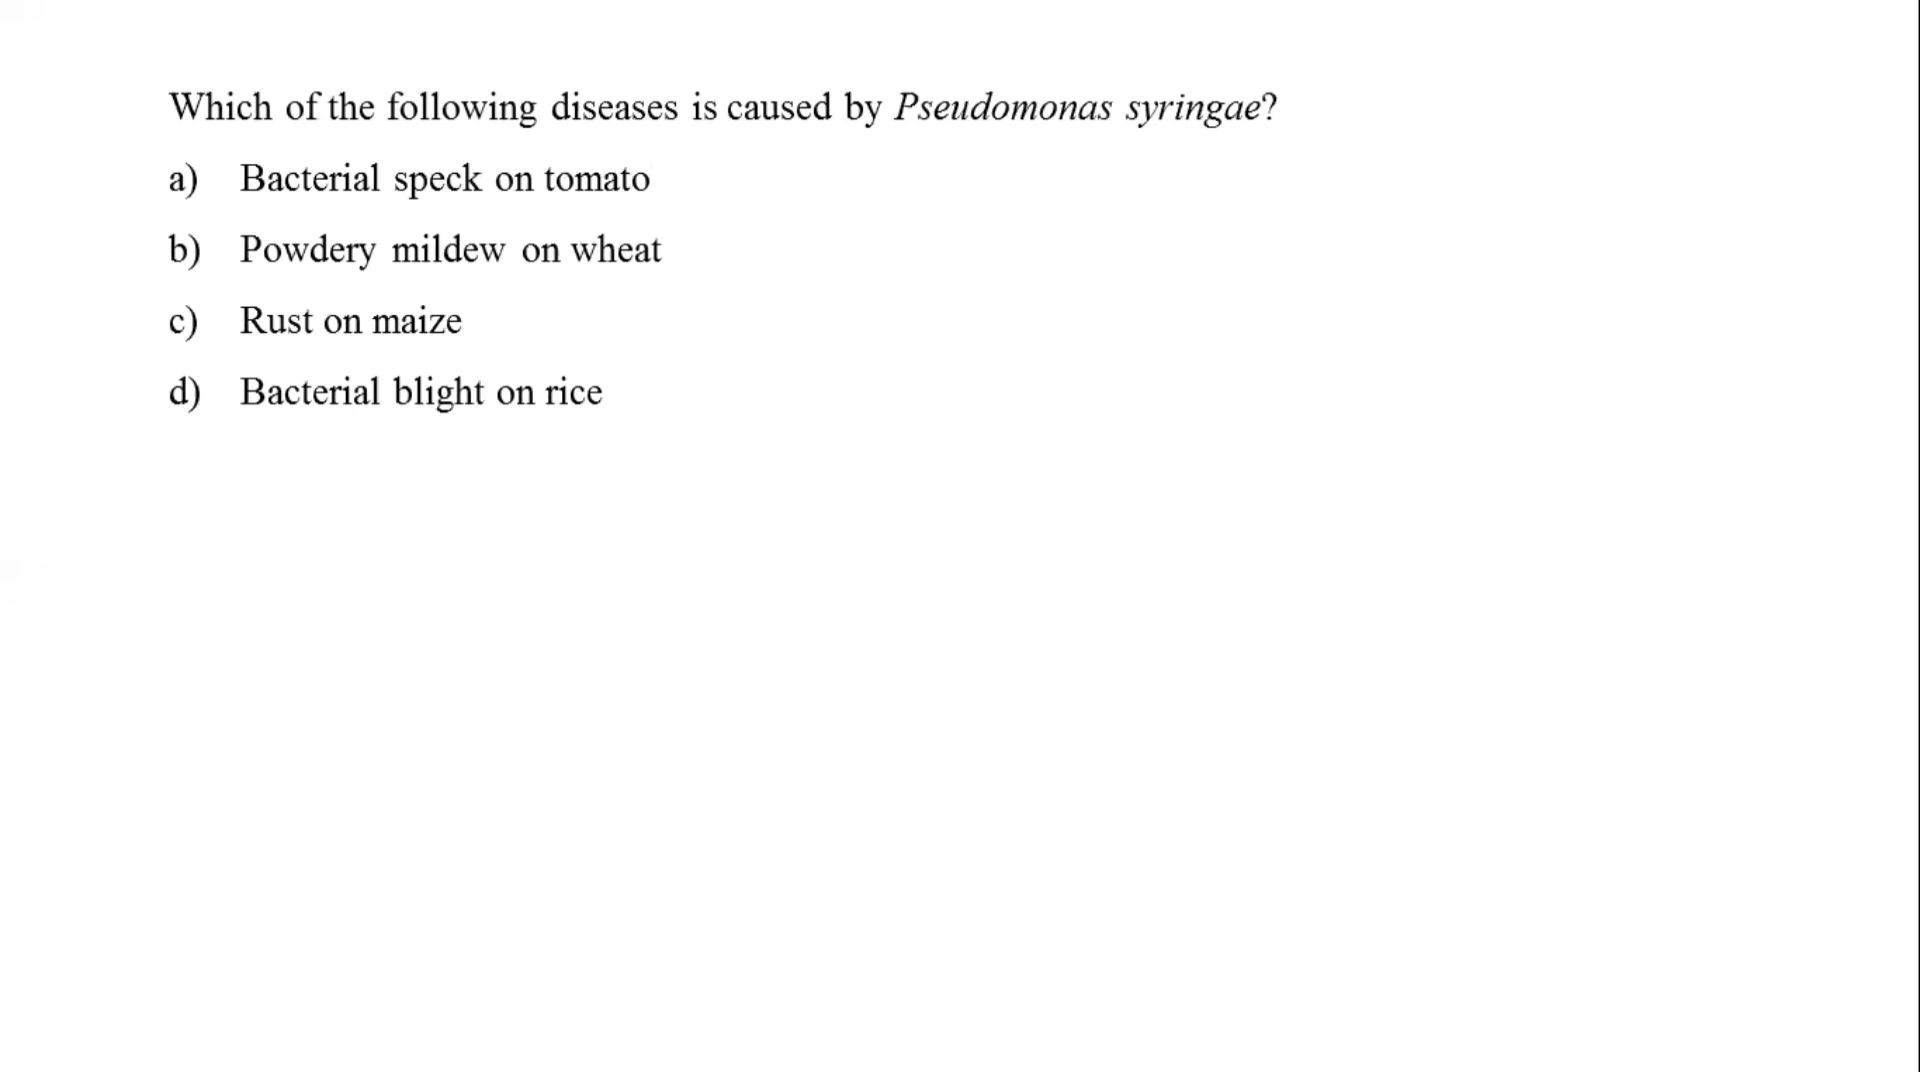 Which of the following diseases is caused by Pseudomonas syringae?
a) Bacterial speck on tomato
b) Powdery mildew on wheat
c) Rust on maize
d) Bacterial blight on rice